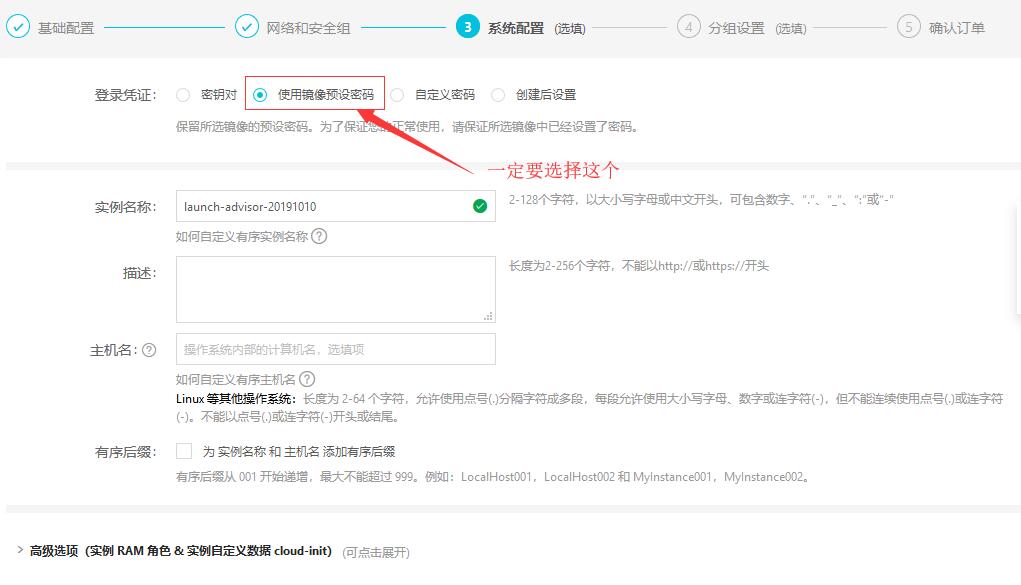 基础配置 网络和安全组 3 系统配置 (选填) 4 分组设置 (选填) 5 确认订单
登录凭证: 密钥对 使用镜像预设密码 自定义密码 创建后设置
保留所选镜像的预设密码。为了保证您的正常使用，请保证所选镜像中已经设置了密码。
一定要选择这个
实例名称: launch-advisor-20191010 2-128个字符，以大小写字母或中文开头，可包含数字、“.”、“_”、“:”或“-”
如何自定义有序实例名称 ?
描述: 长度为2-256个字符，不能以http://或https://开头
主机名: ? 操作系统内部的计算机名，选填项
如何自定义有序主机名 ?
Linux 等其他操作系统：长度为 2-64 个字符，允许使用点号(.)分隔字符成多段，每段允许使用大小写字母、数字或连字符(-)，但不能连续使用点号(.)或连字符
(-)。不能以点号(.)或连字符(-)开头或结尾。
有序后缀: 为 实例名称 和 主机名 添加有序后缀
有序后缀从 001 开始递增，最大不能超过 999。例如：LocalHost001，LocalHost002 和 MyInstance001，MyInstance002。
> 高级选项（实例 RAM 角色 & 实例自定义数据 cloud-init） (可点击展开)